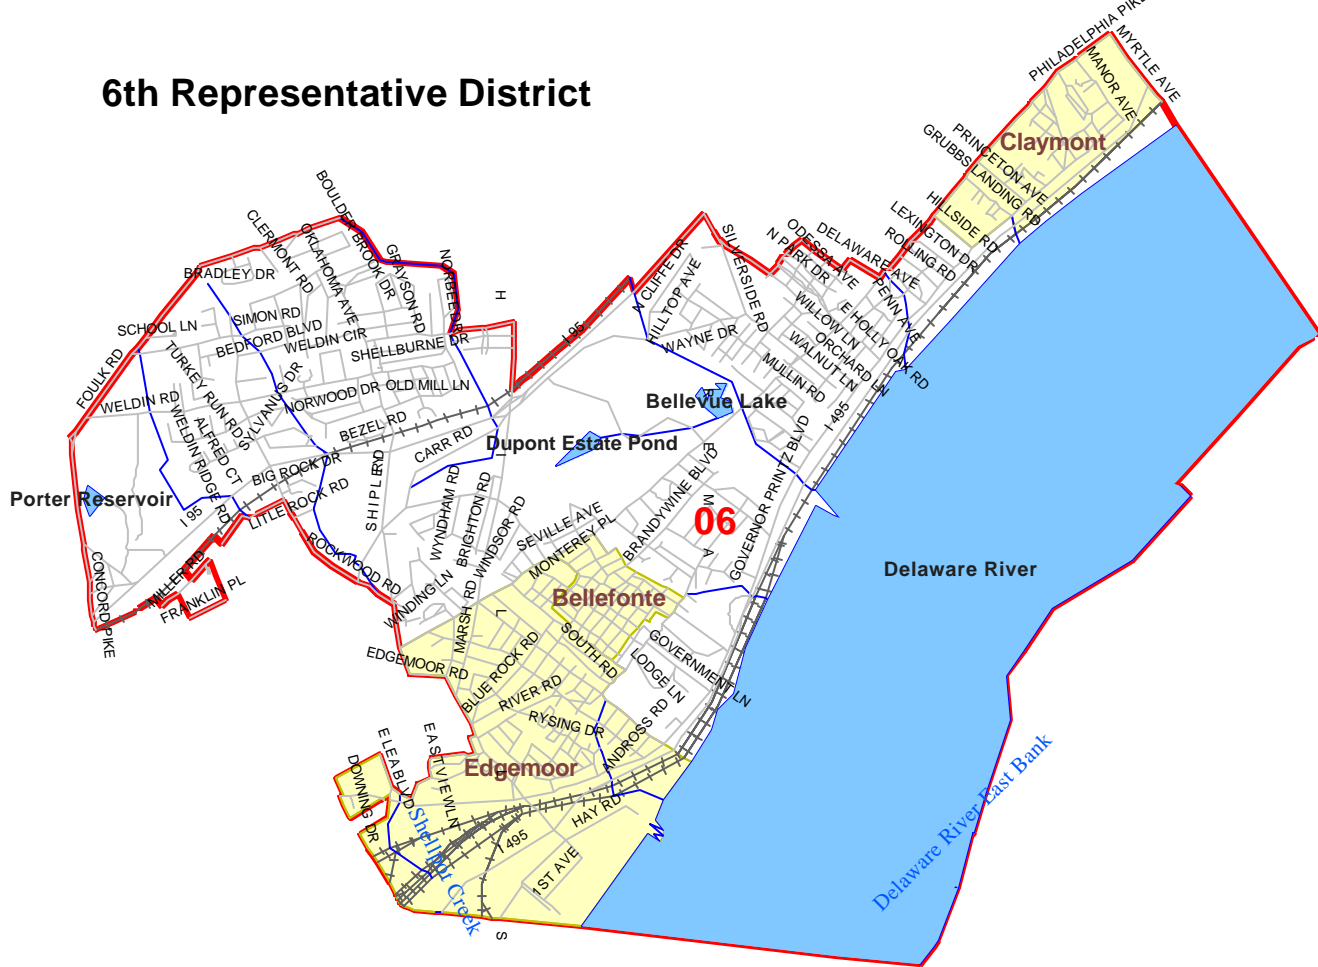 PHILADELPHIA PIKE
MYRTLE AVE
MANOR AVE
6th Representative District
Claymont
PRINCETON AVE
GRUBBS LANDING RD
HILLSIDE RD
LEXINGTON DR
ROLLING RD
DELAWARE AVE
ODESSA AVE
N PARK DR
SILVERSIDE RD
PENN AVE
BOULDER BROOK DR
CLERMONT RD
OKLAHOMA AVE
GRAYSON RD
NORBEE DR
BRADLEY DR
N CLIFFE DR
HILLTOP AVE
H
I
L
L
S
WILLOW LN
E HOLLY OAK RD
ORCHARD LN
WALNUT LN
MULLIN RD
WAYNE DR
I 95
SCHOOL LN
SIMON RD
BEDFORD BLVD
WELDIN CIR
SHELLBURNE DR
FOULK RD
TURKEY RUN RD
SYLVANUS DR
NORWOOD DR
OLD MILL LN
WELDIN RD
WELDIN RIDGE RD
ALFRED CT
BEZEL RD
CARR RD
Bellevue Lake
Dupont Estate Pond
I 495
BIG ROCK DR
LITLE ROCK RD
SHIPLEY RD
Porter Reservoir
I 95
BRANDYWINE BLVD
GOVERNOR PRINTZ BLVD
P
E
M
A
06
WYNDHAM RD
BRIGHTON RD
WINDSOR RD
SEVILLE AVE
MONTEREY PL
ROCKWOOD RD
WINDING LN
MARSH RD
CONCORD PIKE
MILLER RD
FRANKLIN PL
Delaware River
Bellefonte
SOUTH RD
GOVERNMENT LN
LODGE LN
EDGEMOOR RD
BLUE ROCK RD
RIVER RD
RYSING DR
ANDROSS RD
Edgemoor
EASTVIEW LN
ELEA BLVD
DOWNING DR
HAY RD
I 495
1ST AVE
Shellpot Creek
Delaware River East Bank